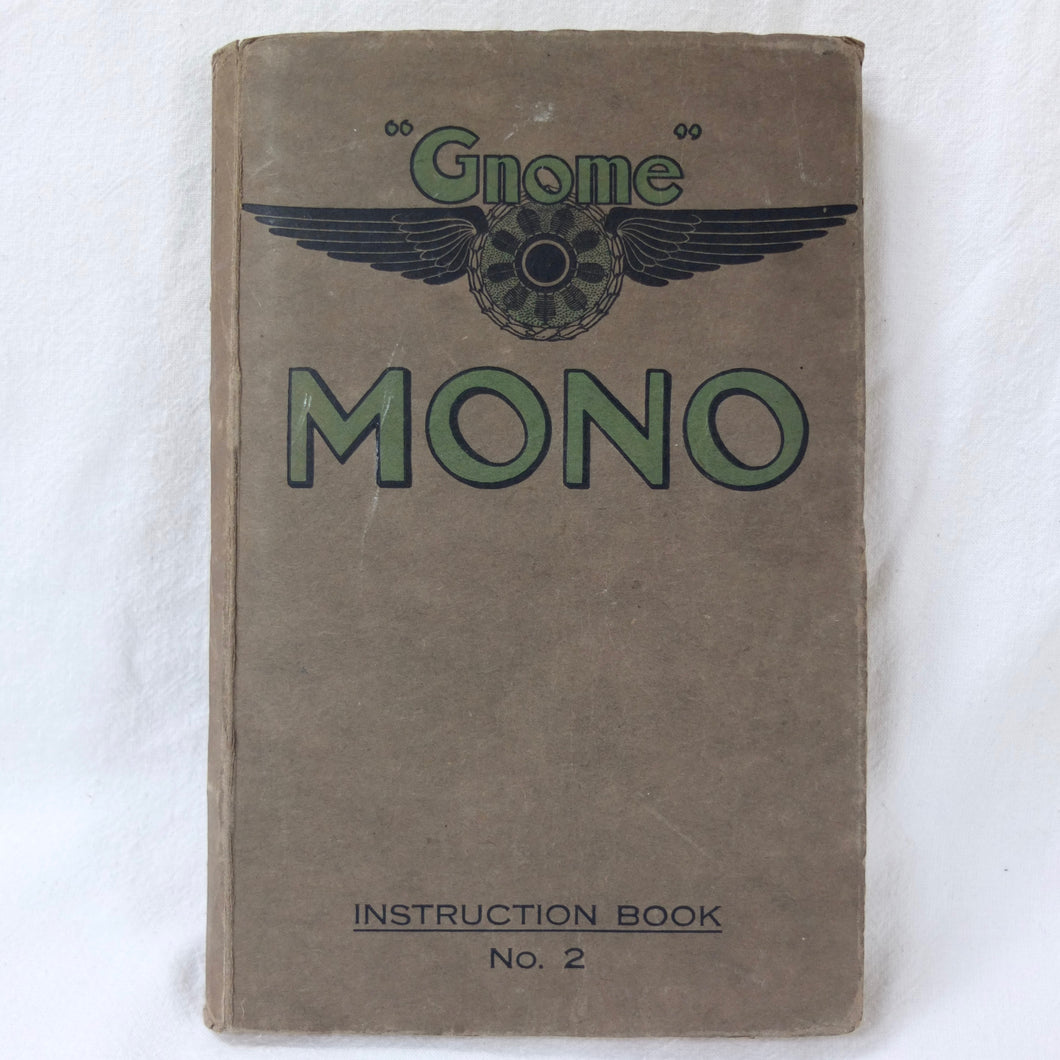 "Gnome"
MONO
INSTRUCTION BOOK
No. 2